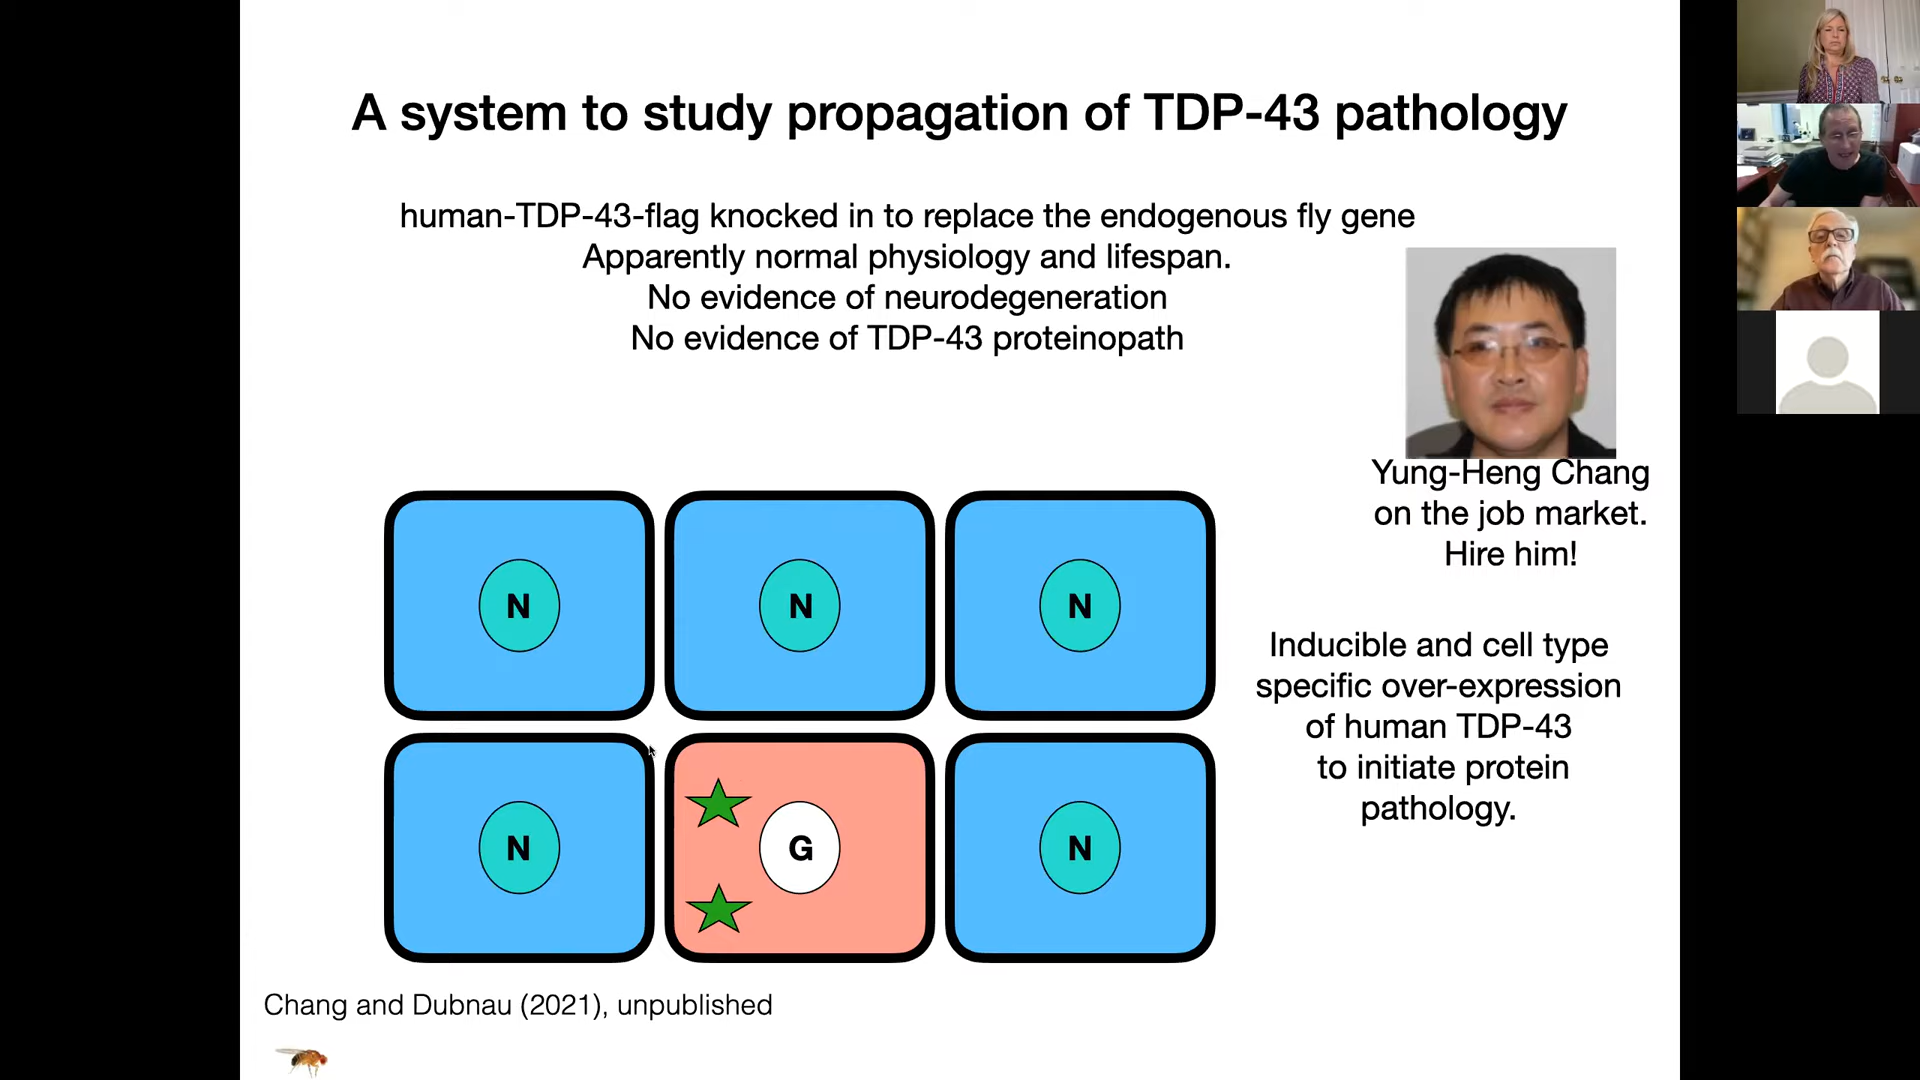 A system to study propagation of TDP-43 pathology
human-TDP-43-flag knocked in to replace the endogenous fly gene
Apparently normal physiology and lifespan.
No evidence of neurodegeneration
No evidence of TDP-43 proteinopath
Yung-Heng Chang
on the job market.
Hire him!
N
N
N
Inducible and cell type
specific over-expression
of human TDP-43
to initiate protein
pathology.
N
G
N
Chang and Dubnau (2021), unpublished